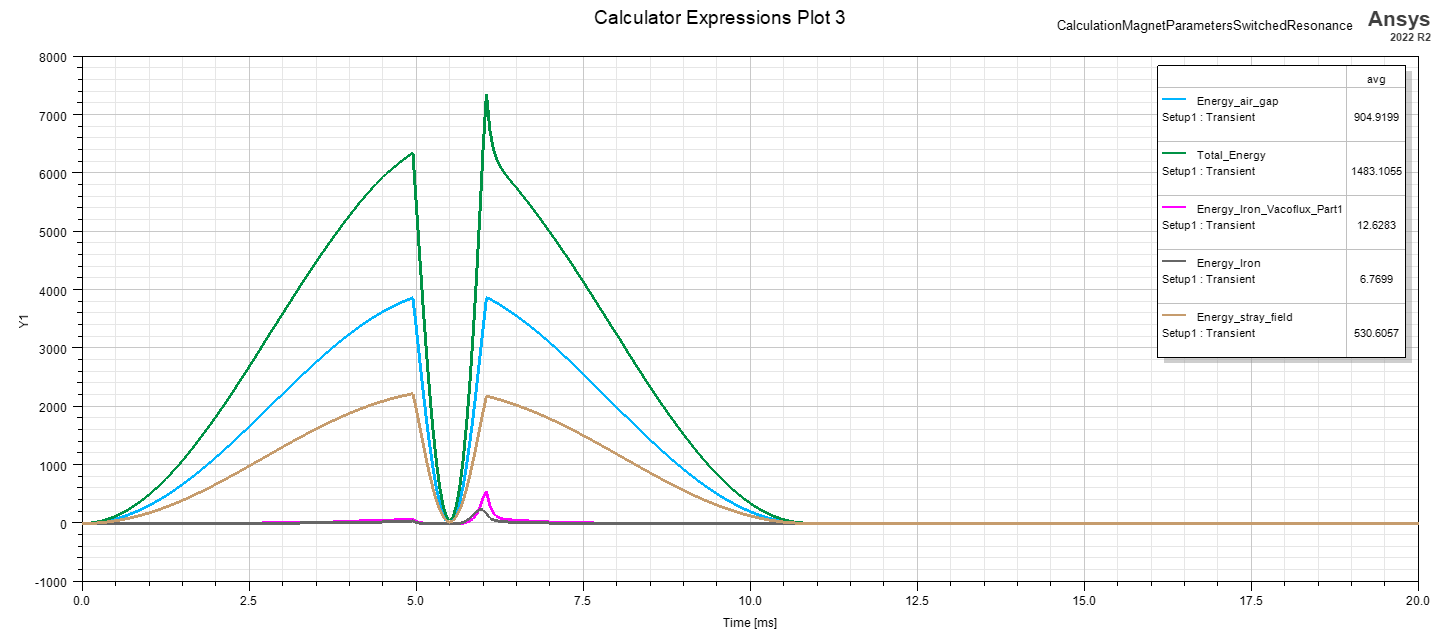 Calculator Expressions Plot 3
CalculationMagnetParametersSwitchedResonance
Ansys
2022 R2
avg
Energy_air_gap
Setup1 : Transient 904.9199
Total_Energy
Setup1 : Transient 1483.1055
Energy_Iron_Vacoflux_Part1
Setup1 : Transient 12.6283
Energy_Iron
Setup1 : Transient 6.7699
Energy_stray_field
Setup1 : Transient 530.6057
8000
7000
6000
5000
4000
3000
2000
1000
0
-1000
Y1
0.0 2.5 5.0 7.5 10.0 12.5 15.0 17.5 20.0
Time [ms]